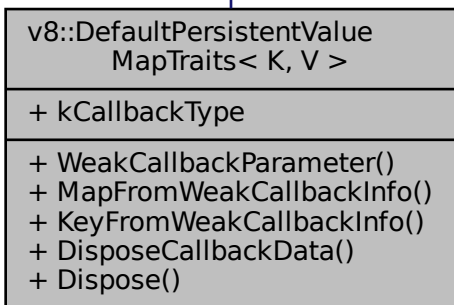 v8::DefaultPersistentValue
MapTraits< K, V >
+ kCallbackType
+ WeakCallbackParameter()
+ MapFromWeakCallbackInfo()
+ KeyFromWeakCallbackInfo()
+ DisposeCallbackData()
+ Dispose()